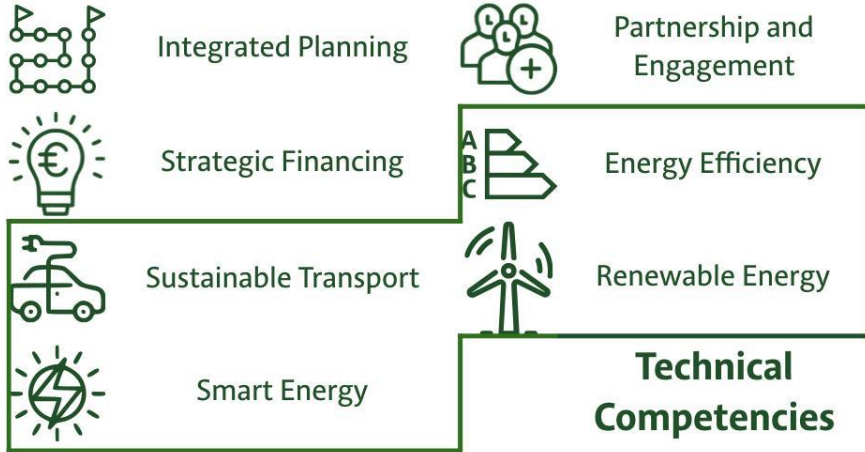 Integrated Planning
Partnership and
Engagement
€
Strategic Financing
A
B
C
Energy Efficiency
Sustainable Transport
Renewable Energy
Smart Energy
Technical
Competencies